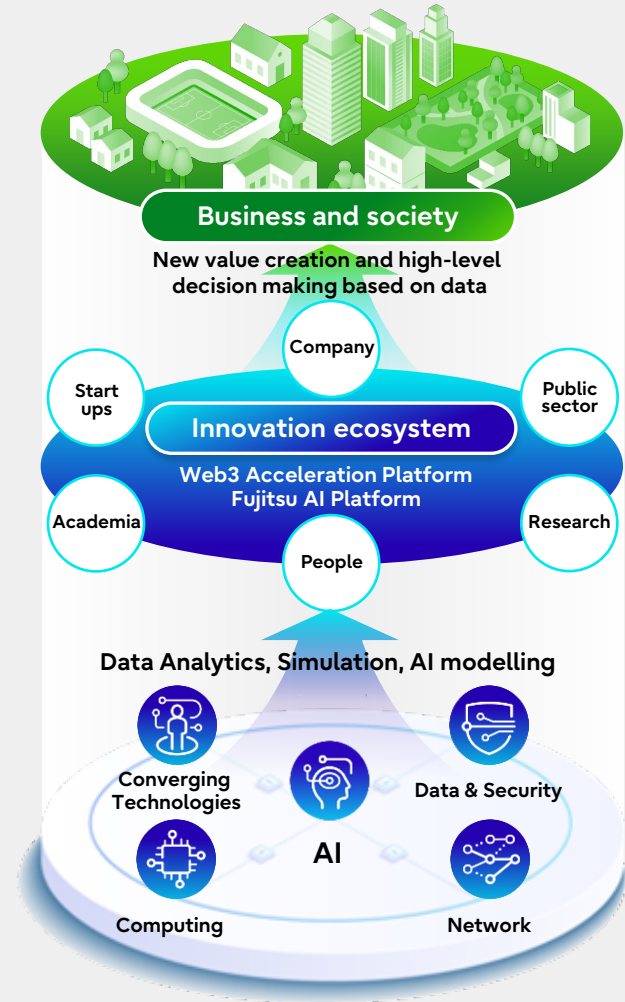 Business and society
New value creation and high-level
decision making based on data
Company
Start
ups
Public
sector
Innovation ecosystem
Web3 Acceleration Platform
Fujitsu AI Platform
Academia
Research
People
Data Analytics, Simulation, AI modelling
Converging
Technologies
Data & Security
AI
Computing
Network